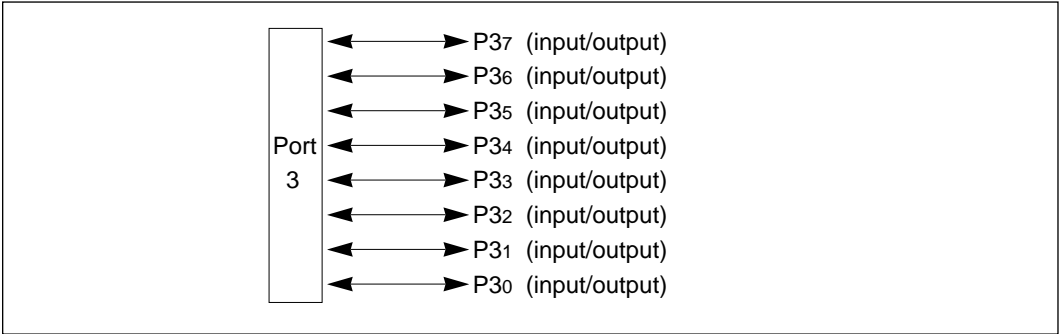 P37 (input/output)
P36 (input/output)
P35 (input/output)
Port
3
P34 (input/output)
P33 (input/output)
P32 (input/output)
P31 (input/output)
P30 (input/output)